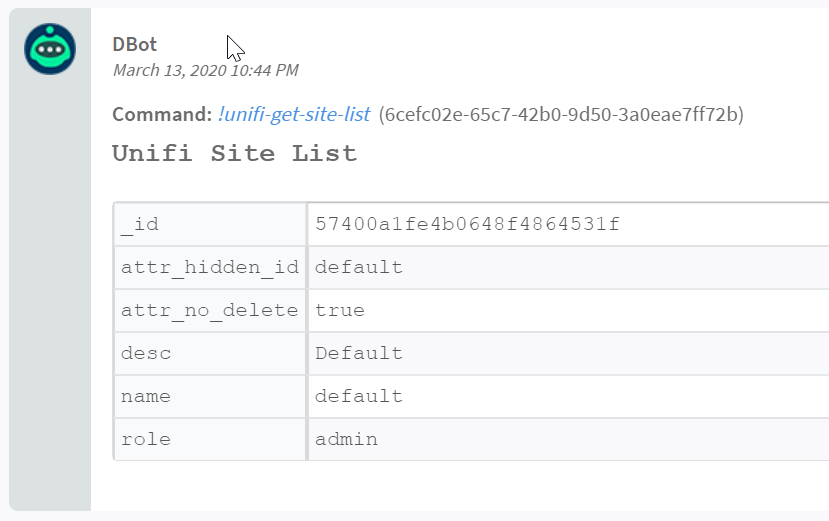 DBot
March 13, 2020 10:44 PM
Command: !unifi-get-site-list (6cefc02e-65c7-42b0-9d50-3a0eae7ff72b)
Unifi Site List
_id 57400a1fe4b0648f4864531f
attr_hidden_id default
attr_no_delete true
desc Default
name default
role admin